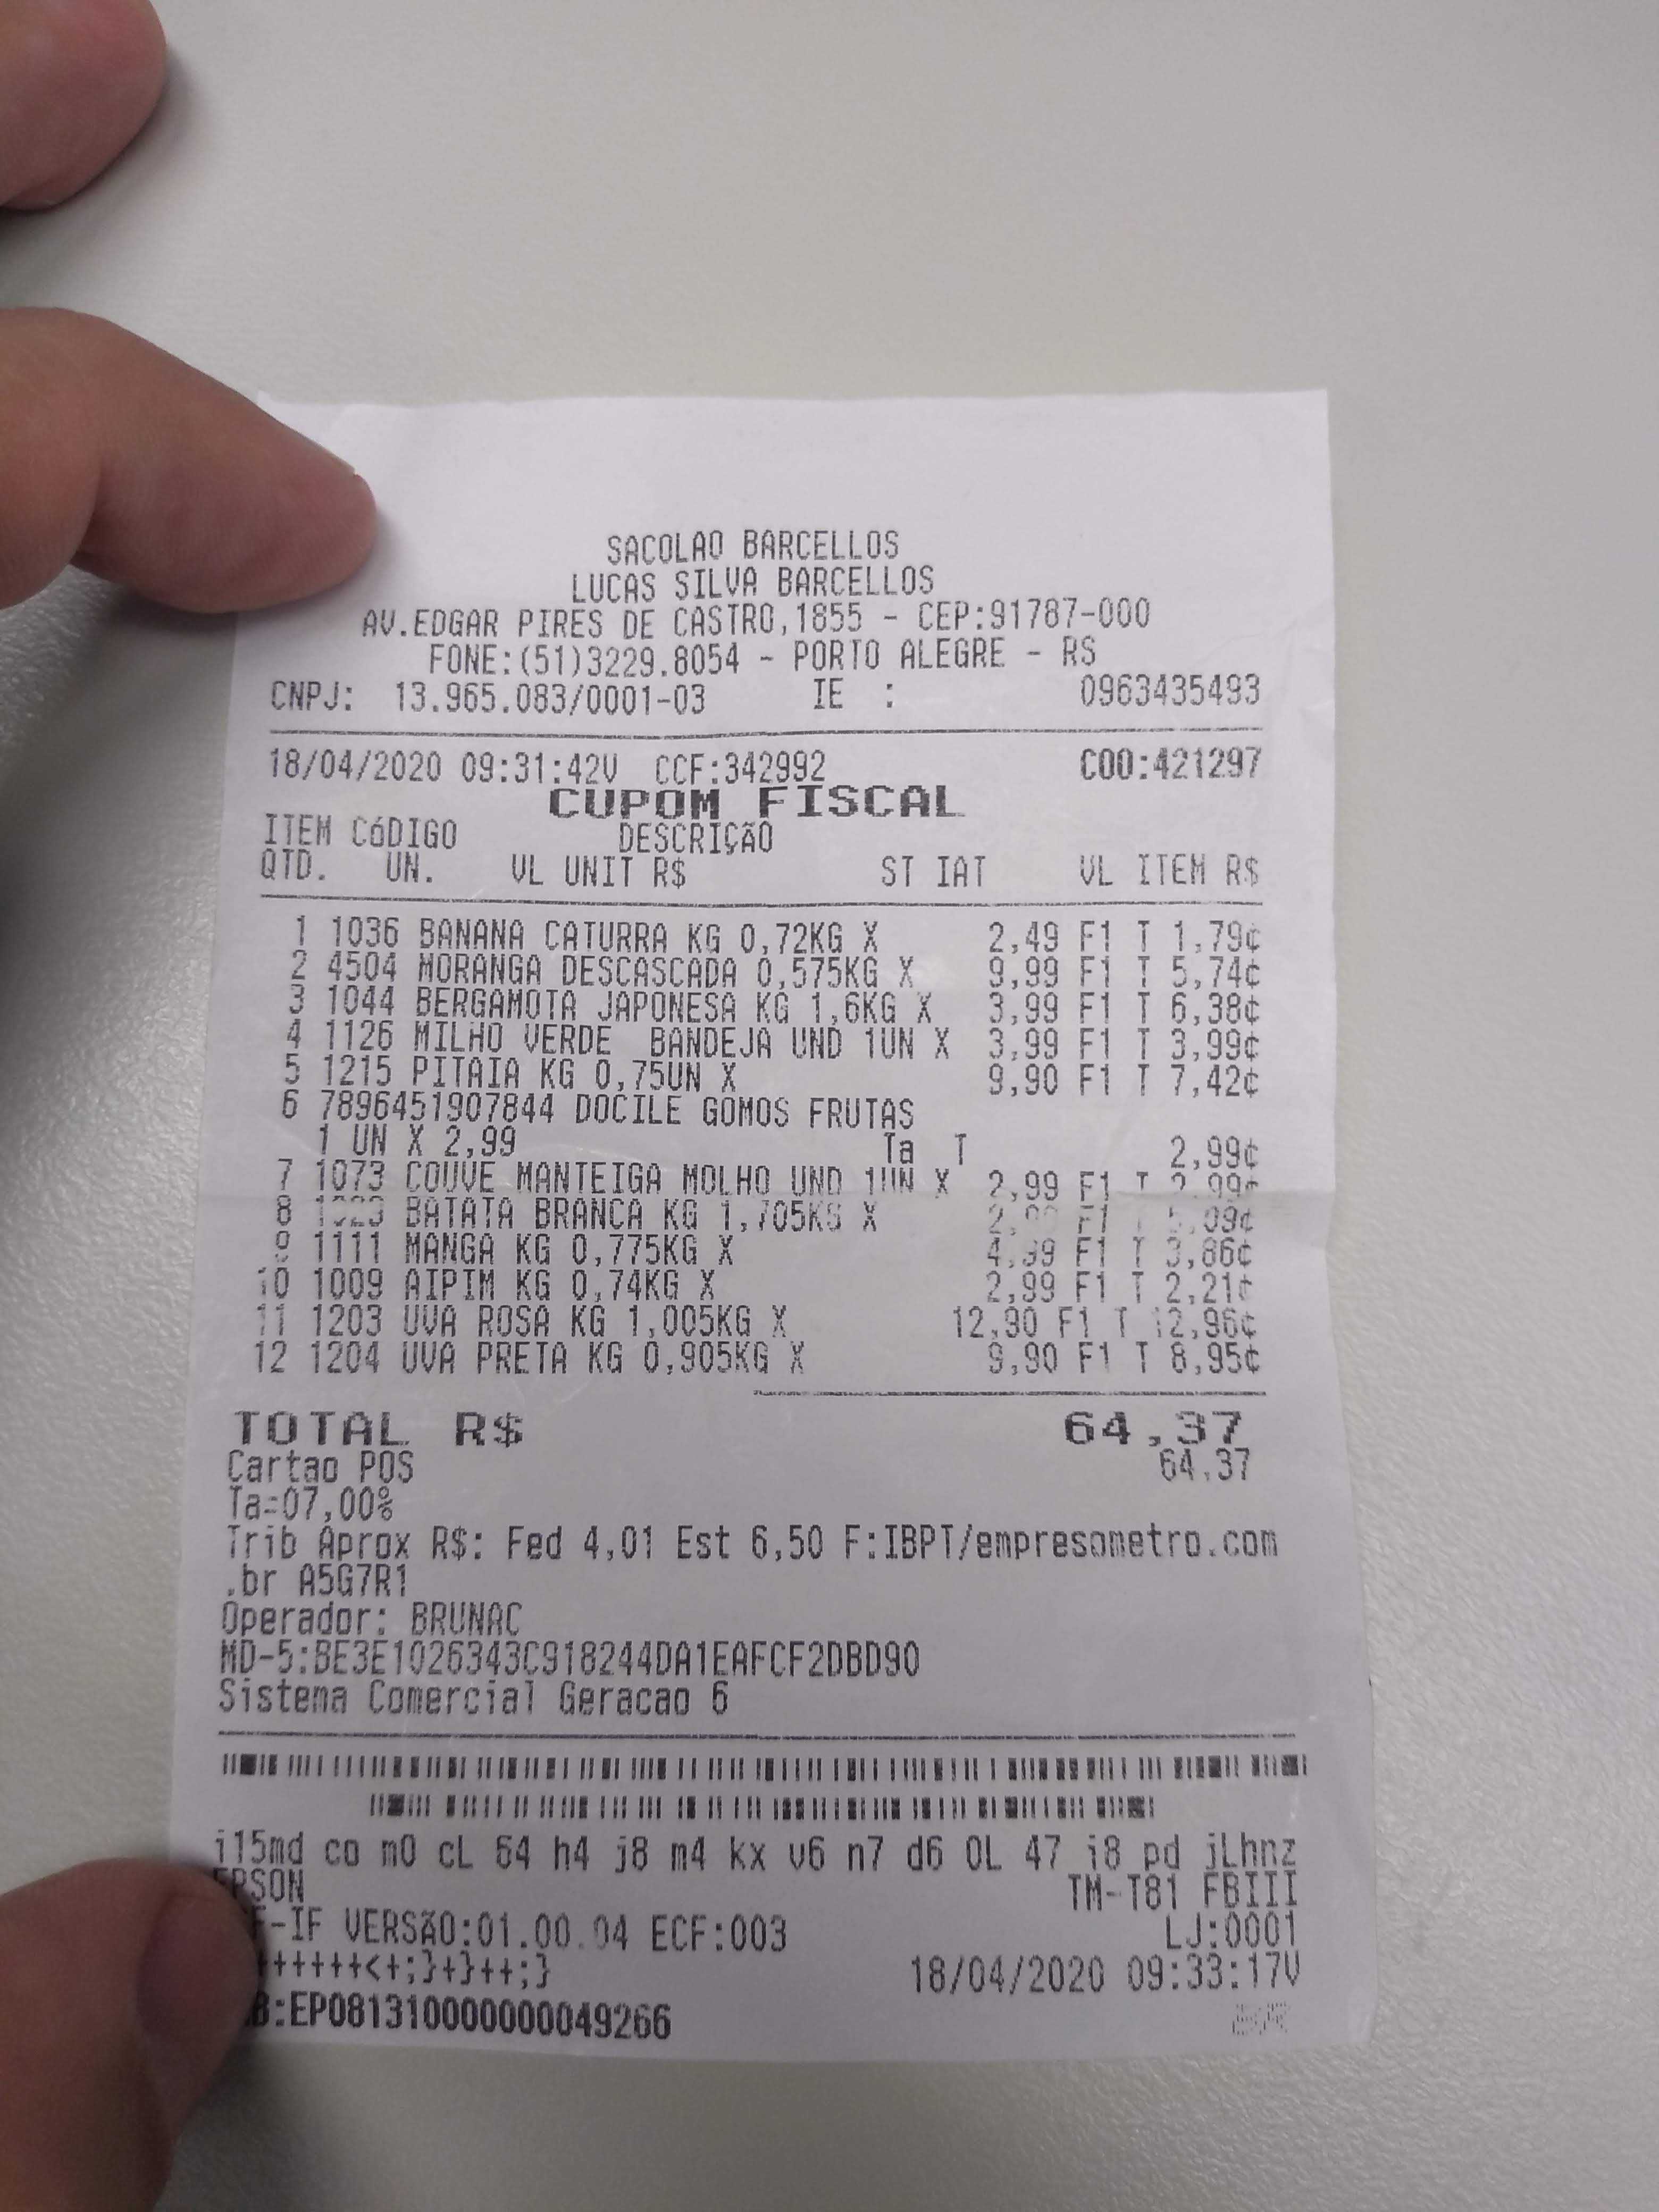 SACOLAO BARCELLOS
LUCAS SILVA BARCELLOS
AV.EDGAR PIRES DE CASTRO,1855 - CEP:91787-000
FONE:(51)3229.8054 - PORTO ALEGRE - RS
CNPJ: 13.965.083/0001-03 IE : 0963435493
18/04/2020 09:31:42V CCF:342992 COO:421297
CUPOM FISCAL
ITEM CóDIGO DESCRIÇãO
QTD. UN. VL UNIT R$ ST IAT VL ITEM R$
1 1036 BANANA CATURRA KG 0,72KG X 2,49 F1 T 1,79¢
2 4504 MORANGA DESCASCADA 0,575KG X 9,99 F1 T 5,74¢
3 1044 BERGAMOTA JAPONESA KG 1,6KG X 3,99 F1 T 6,38¢
4 1126 MILHO VERDE BANDEJA UND 1UN X 3,99 F1 T 3,99¢
5 1215 PITAIA KG 0,75UN X 9,90 F1 T 7,42¢
6 7896451907844 DOCILE GOMOS FRUTAS
1 UN X 2,99 Ta T 2,99¢
7 1073 COUVE MANTEIGA MOLHO UND 1UN X 2,99 F1 T 2,99¢
8 BATATA BRANCA KG 1,705KG X F1 T 5,09¢
9 1111 MANGA KG 0,775KG X 4,99 F1 T 3,86¢
10 1009 AIPIM KG 0,74KG X 2,99 F1 T 2,21¢
11 1203 UVA ROSA KG 1,005KG X 12,90 F1 T 12,96¢
12 1204 UVA PRETA KG 0,905KG X 9,90 F1 T 8,95¢
TOTAL R$ 64,37
Cartao POS 64,37
Ta=07,00%
Trib Aprox R$: Fed 4,01 Est 6,50 F:IBPT/empresometro.com
.br A5G7R1
Operador: BRUNAC
MD-5:BE3E1026343C918244DA1EAFCF2DBD90
Sistema Comercial Geracao 6
i15md co m0 cL 64 h4 j8 m4 kx v6 n7 d6 0L 47 i8 pd jLhnz
EPSON TM-T81 FBIII
VERSãO:01.00.04 ECF:003 LJ:0001
++++++<+;}+}++;} 18/04/2020 09:33:17V
:EP081310000000049266 BR